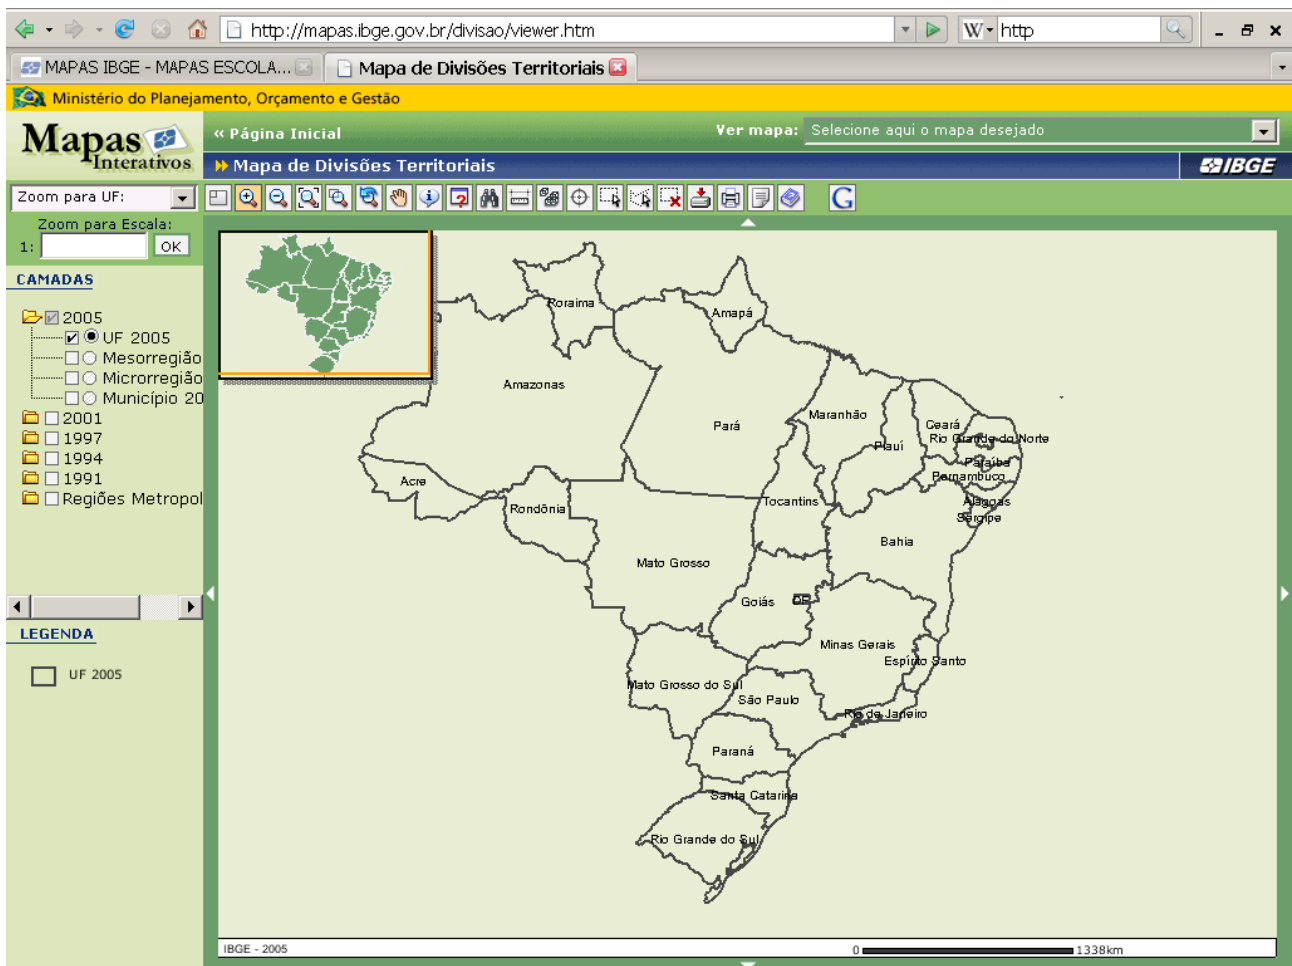 http://mapas.ibge.gov.br/divisao/viewer.htm
W http
MAPAS IBGE - MAPAS ESCOLA...
Mapa de Divisões Territoriais
Ministério do Planejamento, Orçamento e Gestão
Mapas
Interativos
« Página Inicial
Ver mapa:
Selecione aqui o mapa desejado
Mapa de Divisões Territoriais
IBGE
Zoom para UF:
G
Zoom para Escala:
1:
OK
CAMADAS
2005
UF 2005
Mesorregião
Microrregião
Município 20
2001
1997
1994
1991
Regiões Metropol
LEGENDA
UF 2005
Roraima
Amapá
Amazonas
Pará
Maranhão
Ceará
Rio Grande do Norte
Piauí
Paraíba
Pernambuco
Acre
Rondônia
Tocantins
Alagoas
Sergipe
Bahia
Mato Grosso
Goiás
DF
Minas Gerais
Espírito Santo
Mato Grosso do Sul
São Paulo
Rio de Janeiro
Paraná
Santa Catarina
Rio Grande do Sul
IBGE - 2005
0
1338km